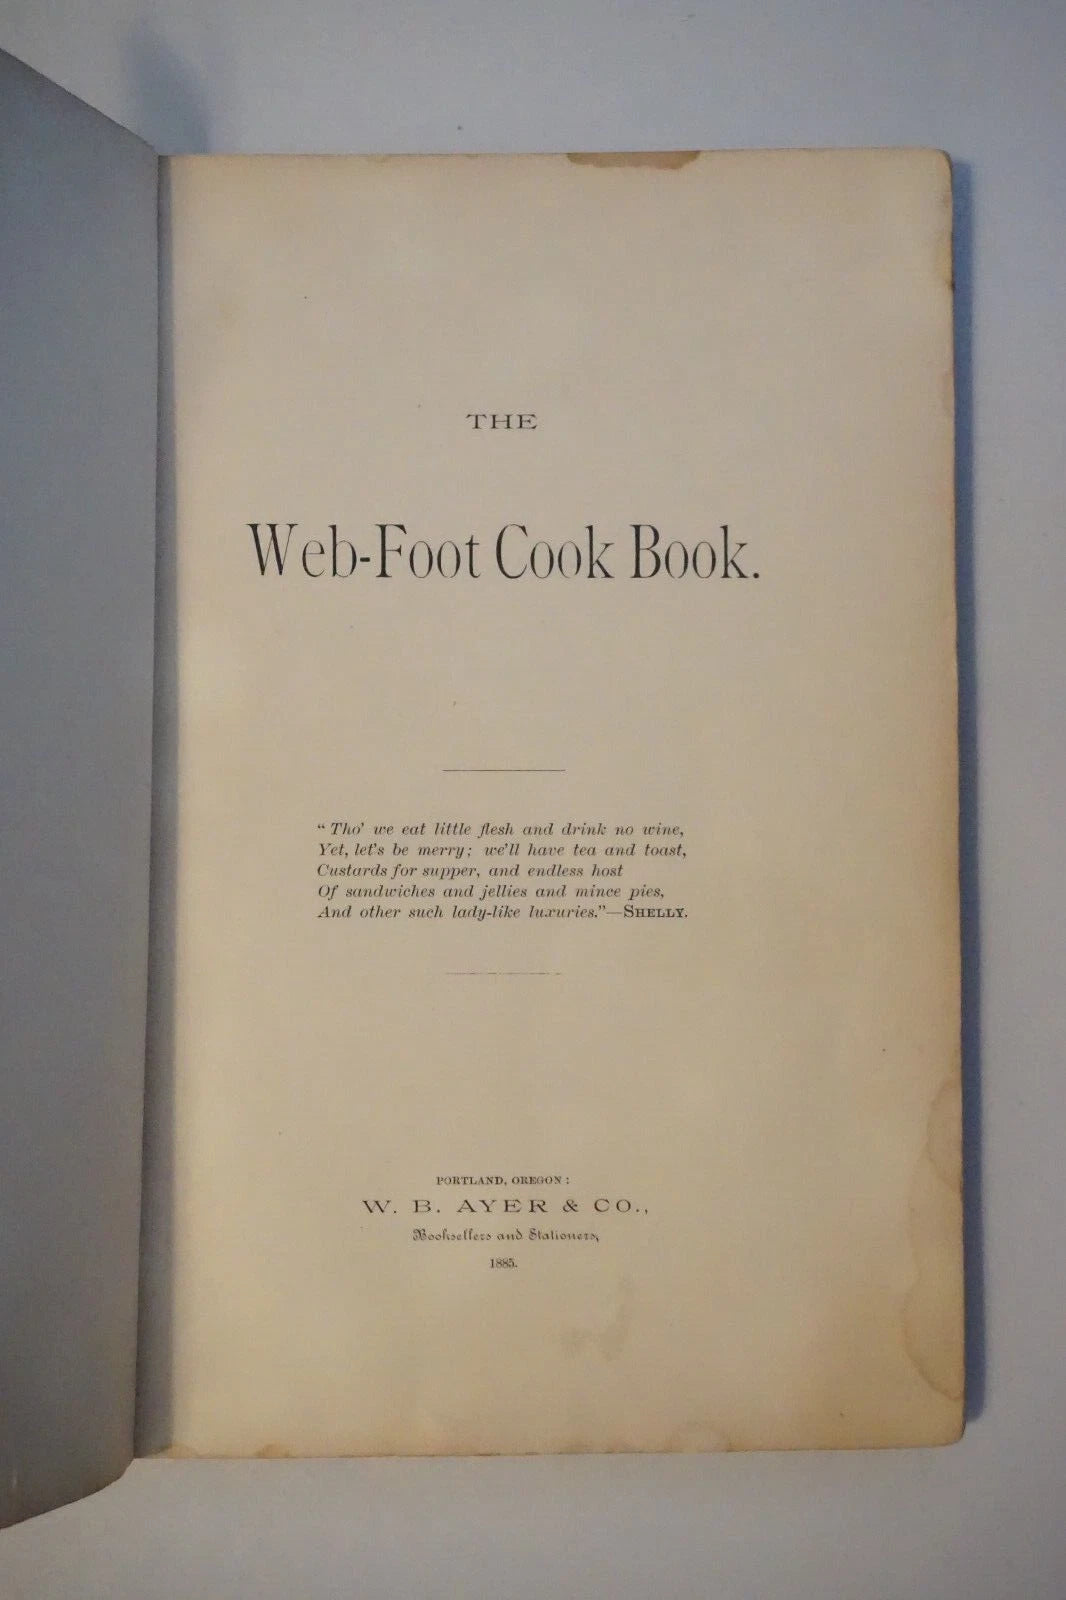 THE
Web-Foot Cook Book.
“ Tho’ we eat little flesh and drink no wine,
Yet, let’s be merry; we’ll have tea and toast,
Custards for supper, and endless host
Of sandwiches and jellies and mince pies,
And other such lady-like luxuries.”—SHELLY.
PORTLAND, OREGON:
W. B. AYER & CO.,
Booksellers and Stationers,
1885.